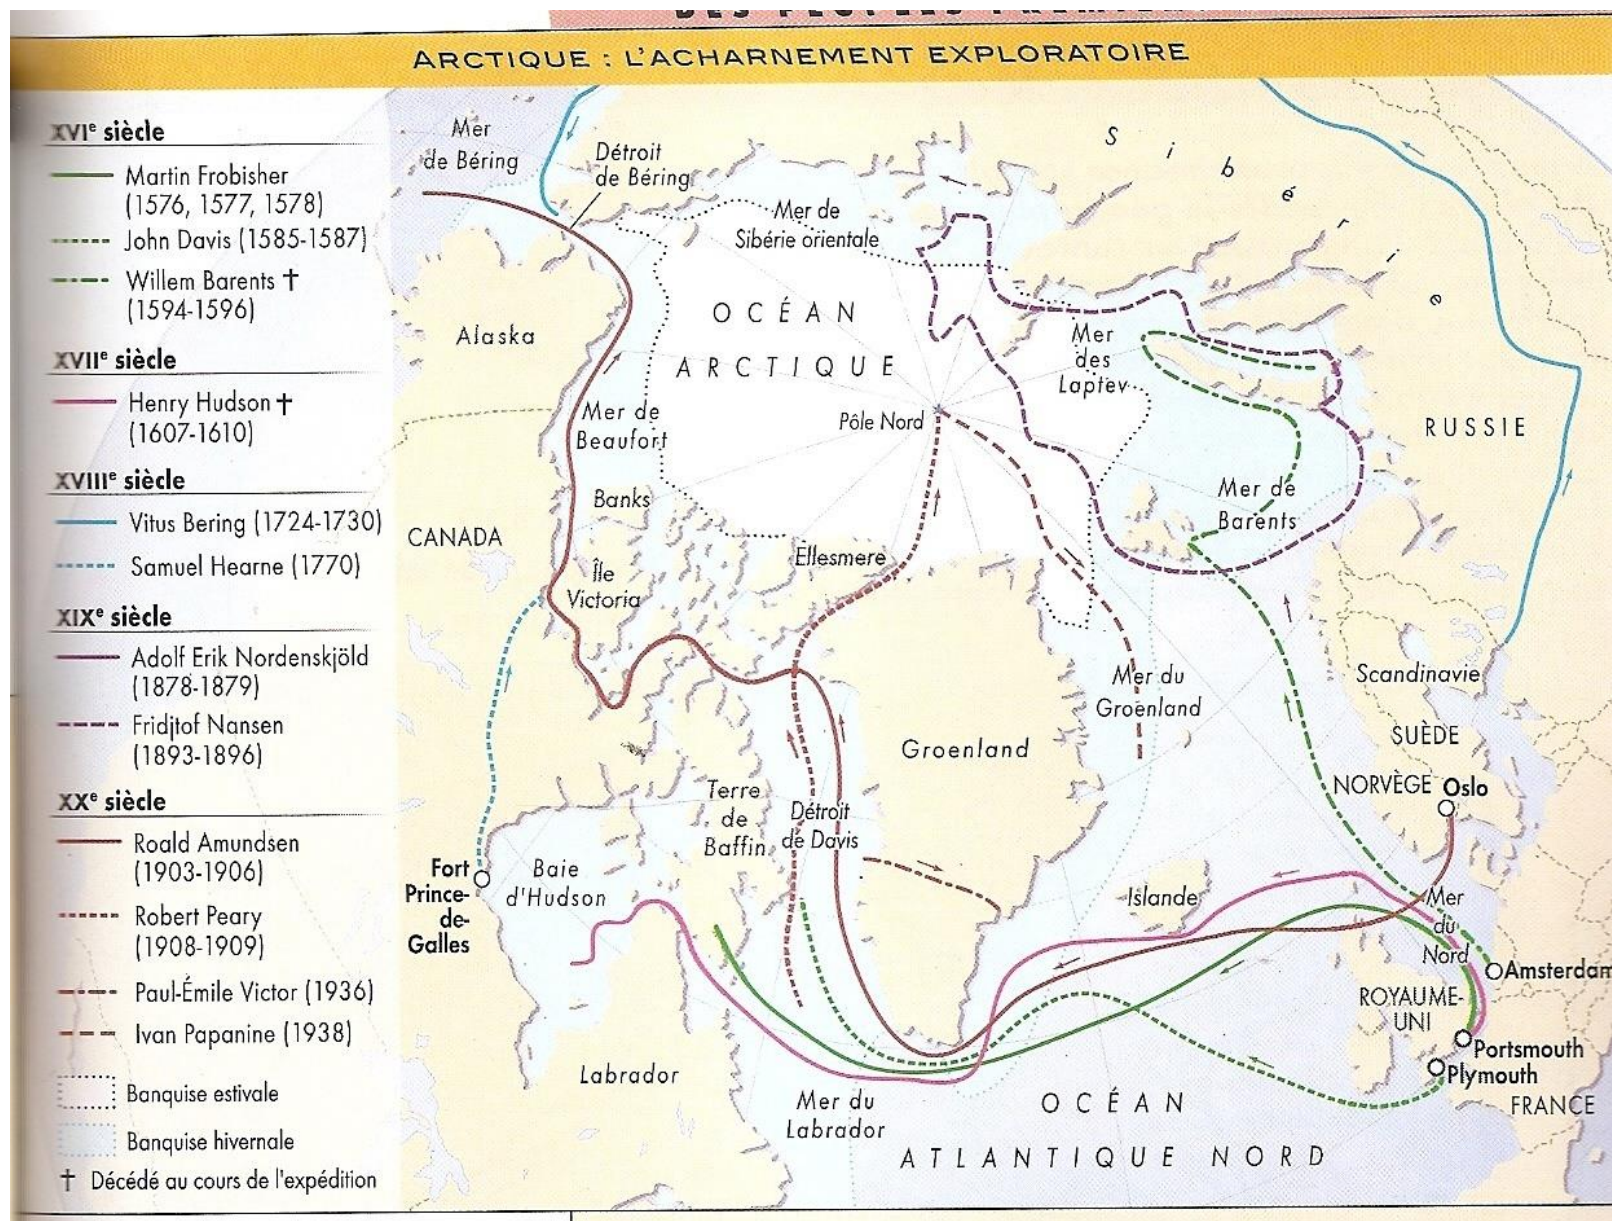 DES PEUPLES PREMIERS
ARCTIQUE : L'ACHARNEMENT EXPLORATOIRE
XVIe siècle
Martin Frobisher
(1576, 1577, 1578)
John Davis (1585-1587)
Willem Barents †
(1594-1596)
XVIIe siècle
Henry Hudson †
(1607-1610)
XVIIIe siècle
Vitus Bering (1724-1730)
Samuel Hearne (1770)
XIXe siècle
Adolf Erik Nordenskjöld
(1878-1879)
Fridjtof Nansen
(1893-1896)
XXe siècle
Roald Amundsen
(1903-1906)
Robert Peary
(1908-1909)
Paul-Émile Victor (1936)
Ivan Papanine (1938)
Banquise estivale
Banquise hivernale
† Décédé au cours de l'expédition
Mer
de Béring
Détroit
de Béring
Mer de
Sibérie orientale
Sibérie
OCÉAN
ARCTIQUE
Alaska
Mer
des
Laptev
Pôle Nord
Mer de
Beaufort
RUSSIE
Banks
Mer de
Barents
CANADA
Ellesmere
Île
Victoria
Mer du
Groenland
Scandinavie
Groenland
SUÈDE
NORVÈGE
Oslo
Terre
de
Baffin
Détroit
de Davis
Fort
Prince-
de-
Galles
Baie
d'Hudson
Islande
Mer
du
Nord
Amsterdam
ROYAUME-
UNI
Portsmouth
Plymouth
FRANCE
Labrador
Mer du
Labrador
OCÉAN
ATLANTIQUE NORD